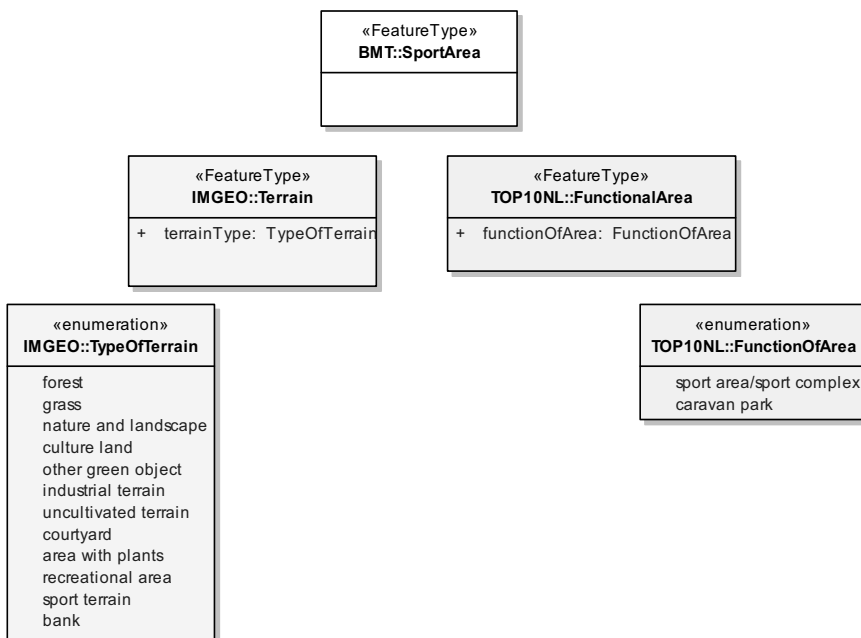 «FeatureType»
BMT::SportArea
«FeatureType»
IMGEO::Terrain
+ terrainType: TypeOfTerrain
«FeatureType»
TOP10NL::FunctionalArea
+ functionOfArea: FunctionOfArea
«enumeration»
IMGEO::TypeOfTerrain
forest
grass
nature and landscape
culture land
other green object
industrial terrain
uncultivated terrain
courtyard
area with plants
recreational area
sport terrain
bank
«enumeration»
TOP10NL::FunctionOfArea
sport area/sport complex
caravan park